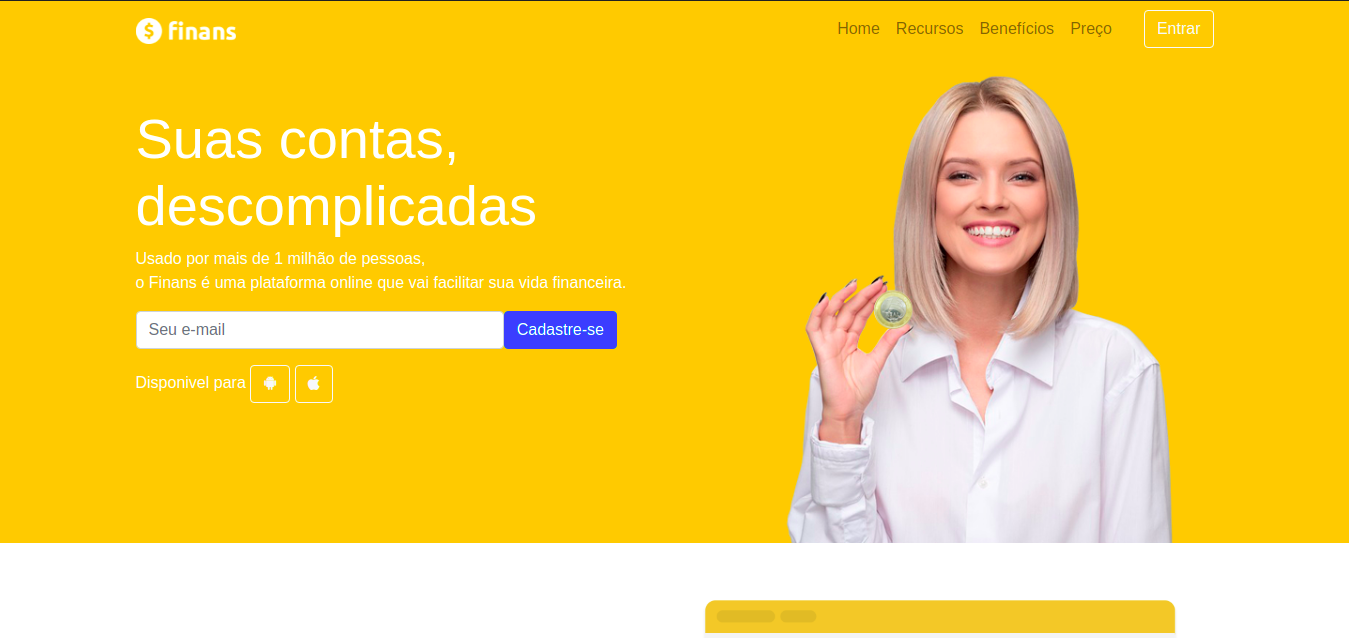 finans
Home Recursos Benefícios Preço Entrar
Suas contas,
descomplicadas
Usado por mais de 1 milhão de pessoas,
o Finans é uma plataforma online que vai facilitar sua vida financeira.
Seu e-mail Cadastre-se
Disponivel para